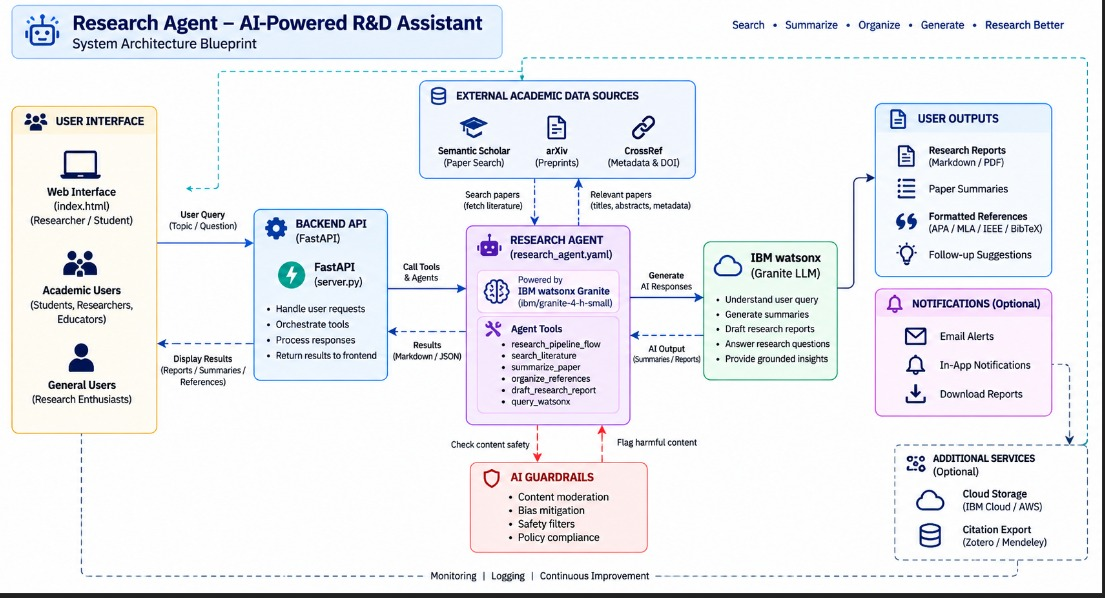 Research Agent – AI-Powered R&D Assistant
System Architecture Blueprint
Search • Summarize • Organize • Generate • Research Better
USER INTERFACE
Web Interface
(index.html)
(Researcher / Student)
Academic Users
(Students, Researchers,
Educators)
General Users
(Research Enthusiasts)
User Query
(Topic / Question)
Display Results
(Reports / Summaries /
References)
BACKEND API
(FastAPI)
FastAPI
(server.py)
• Handle user requests
• Orchestrate tools
• Process responses
• Return results to frontend
Call Tools
& Agents
Results
(Markdown / JSON)
EXTERNAL ACADEMIC DATA SOURCES
Semantic Scholar
(Paper Search)
arXiv
(Preprints)
CrossRef
(Metadata & DOI)
Search papers
(fetch literature)
Relevant papers
(titles, abstracts, metadata)
RESEARCH AGENT
(research_agent.yaml)
Powered by
IBM watsonx Granite
(ibm/granite-4-h-small)
Agent Tools
• research_pipeline_flow
• search_literature
• summarize_paper
• organize_references
• draft_research_report
• query_watsonx
Generate
AI Responses
AI Output
(Summaries / Reports)
IBM watsonx
(Granite LLM)
• Understand user query
• Generate summaries
• Draft research reports
• Answer research questions
• Provide grounded insights
Check content safety
Flag harmful content
AI GUARDRAILS
• Content moderation
• Bias mitigation
• Safety filters
• Policy compliance
USER OUTPUTS
Research Reports
(Markdown / PDF)
Paper Summaries
Formatted References
(APA / MLA / IEEE / BibTeX)
Follow-up Suggestions
NOTIFICATIONS (Optional)
Email Alerts
In-App Notifications
Download Reports
ADDITIONAL SERVICES
(Optional)
Cloud Storage
(IBM Cloud / AWS)
Citation Export
(Zotero / Mendeley)
Monitoring | Logging | Continuous Improvement